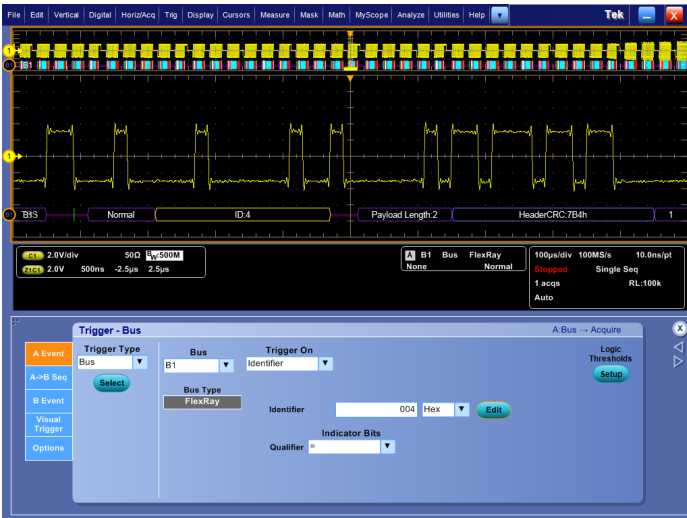 File Edit Vertical Digital Horiz/Acq Trig Display Cursors Measure Mask Math MyScope Analyze Utilities Help Tek X
1
B1 B1
1
B1 BSS Normal ID:4 Payload Length:2 HeaderCRC:7B4h 1
C1 2.0V/div 50Ω BW:500M
Z1C1 2.0V 500ns -2.5µs 2.5µs
A B1 Bus FlexRay
None Normal
100µs/div 100MS/s 10.0ns/pt
Stopped Single Seq
1 acqs RL:100k
Auto
Trigger - Bus A:Bus → Acquire X
A Event
A->B Seq
B Event
Visual
Trigger
Options
Trigger Type
Bus
Select
Bus
B1
Bus Type
FlexRay
Trigger On
Identifier
Identifier 004 Hex Edit
Indicator Bits
Qualifier =
Logic
Thresholds
Setup